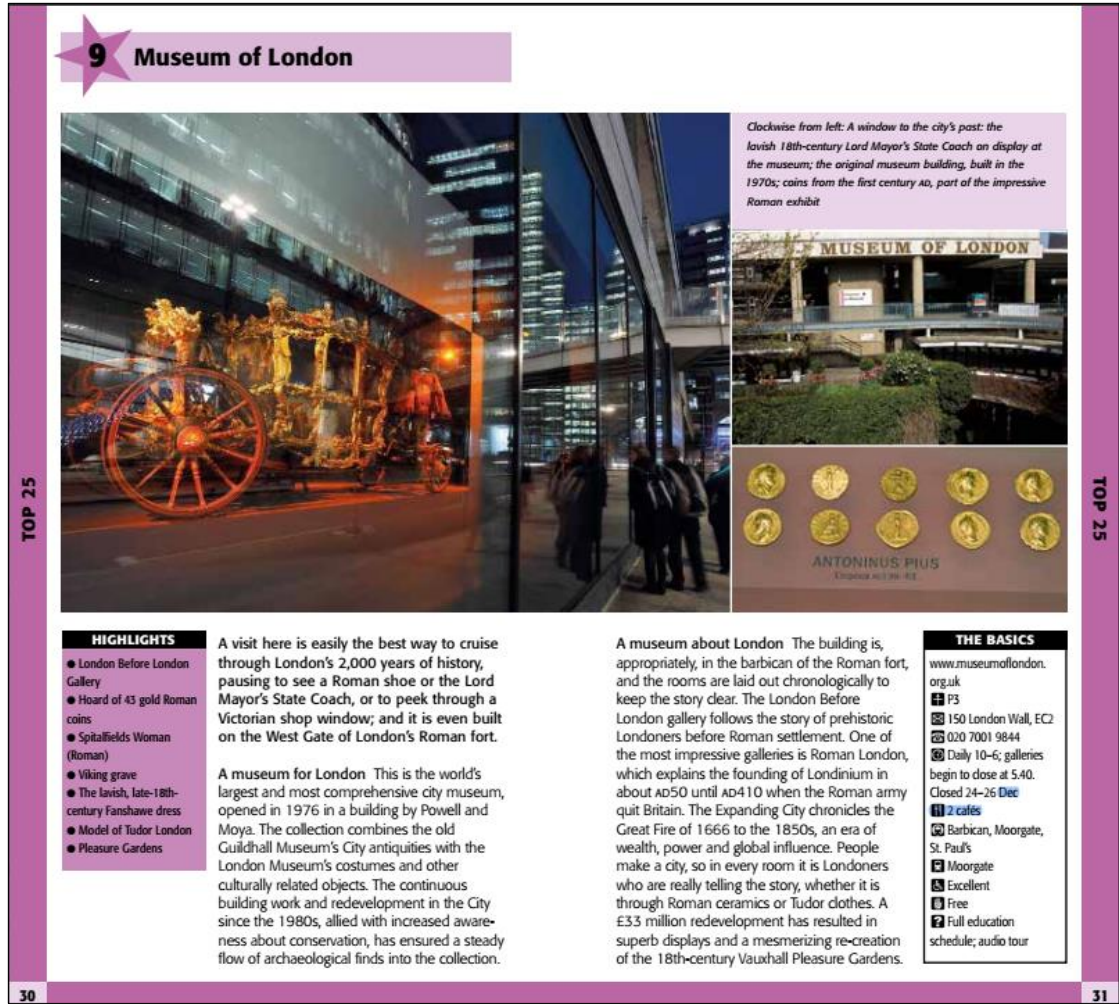 9 Museum of London
Clockwise from left: A window to the city's past: the
lavish 18th-century Lord Mayor's State Coach on display at
the museum; the original museum building, built in the
1970s; coins from the first century AD, part of the impressive
Roman exhibit
MUSEUM OF LONDON
ANTONINUS PIUS
TOP 25
TOP 25
HIGHLIGHTS
● London Before London
Gallery
● Hoard of 43 gold Roman
coins
● Spitalfields Woman
(Roman)
● Viking grave
● The lavish, late-18th-
century Fanshawe dress
● Model of Tudor London
● Pleasure Gardens
A visit here is easily the best way to cruise
through London's 2,000 years of history,
pausing to see a Roman shoe or the Lord
Mayor's State Coach, or to peek through a
Victorian shop window; and it is even built
on the West Gate of London's Roman fort.
A museum for London This is the world's
largest and most comprehensive city museum,
opened in 1976 in a building by Powell and
Moya. The collection combines the old
Guildhall Museum's City antiquities with the
London Museum's costumes and other
culturally related objects. The continuous
building work and redevelopment in the City
since the 1980s, allied with increased aware-
ness about conservation, has ensured a steady
flow of archaeological finds into the collection.
A museum about London The building is,
appropriately, in the barbican of the Roman fort,
and the rooms are laid out chronologically to
keep the story clear. The London Before
London gallery follows the story of prehistoric
Londoners before Roman settlement. One of
the most impressive galleries is Roman London,
which explains the founding of Londinium in
about AD50 until AD410 when the Roman army
quit Britain. The Expanding City chronicles the
Great Fire of 1666 to the 1850s, an era of
wealth, power and global influence. People
make a city, so in every room it is Londoners
who are really telling the story, whether it is
through Roman ceramics or Tudor clothes. A
£33 million redevelopment has resulted in
superb displays and a mesmerizing re-creation
of the 18th-century Vauxhall Pleasure Gardens.
THE BASICS
www.museumoflondon.
org.uk
P3
150 London Wall, EC2
020 7001 9844
Daily 10–6; galleries
begin to close at 5.40.
Closed 24–26 Dec
2 cafés
Barbican, Moorgate,
St. Paul's
Moorgate
Excellent
Free
? Full education
schedule; audio tour
30
31